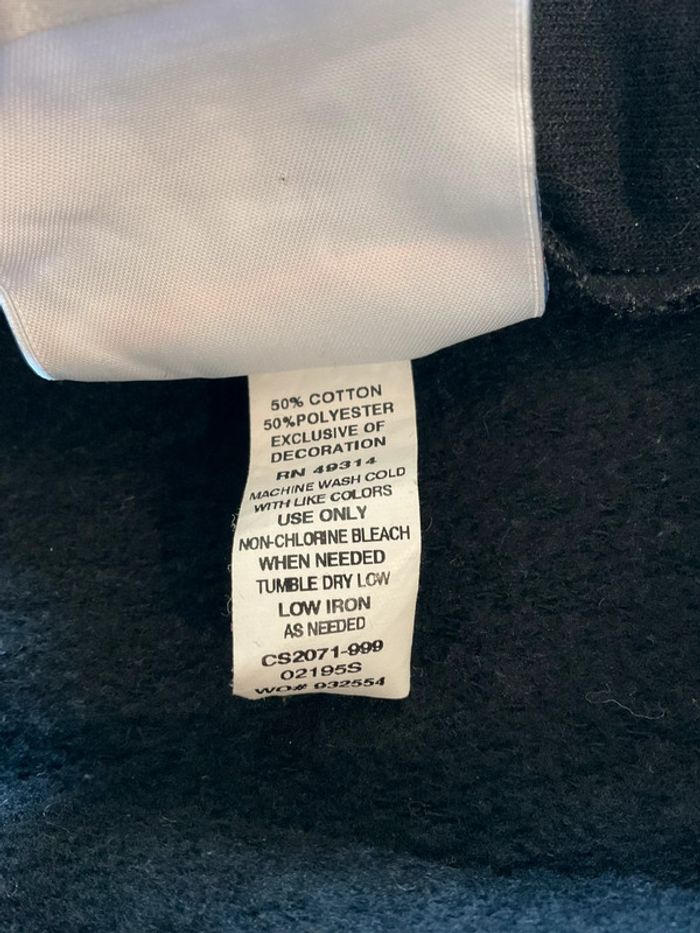 50% COTTON
50%POLYESTER
EXCLUSIVE OF
DECORATION
RN 49314
MACHINE WASH COLD
WITH LIKE COLORS
USE ONLY
NON-CHLORINE BLEACH
WHEN NEEDED
TUMBLE DRY LOW
LOW IRON
AS NEEDED
CS2071-999
02195S
WO# 932554